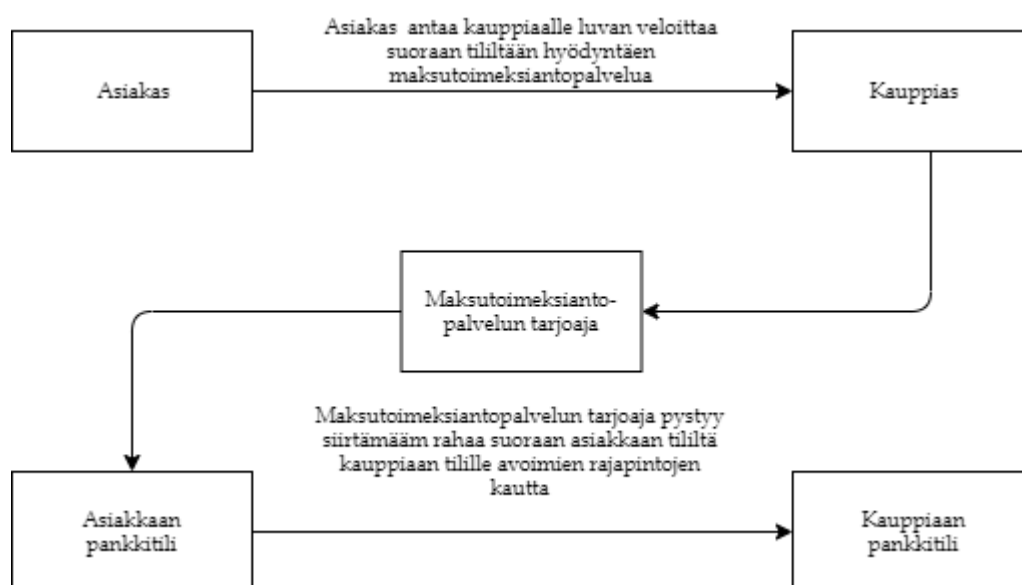 Asiakas antaa kauppiaalle luvan veloittaa
suoraan tililtään hyödyntäen
maksutoimeksiantopalvelua
Asiakas
Kauppias
Maksutoimeksianto-
palvelun tarjoaja
Maksutoimeksiantopalvelun tarjoaja pystyy
siirtämääm rahaa suoraan asiakkaan tililtä
kauppiaan tilille avoimien rajapintojen
kautta
Asiakkaan
pankkitili
Kauppiaan
pankkitili